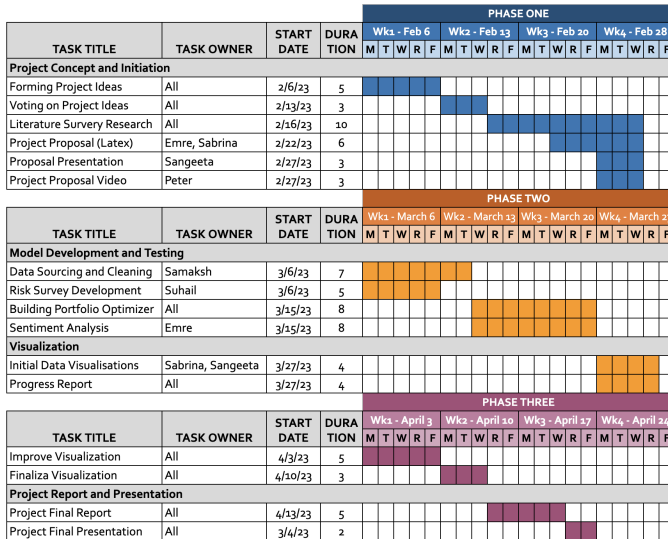 PHASE ONE
Wk1 - Feb 6 Wk2 - Feb 13 Wk3 - Feb 20 Wk4 - Feb 28
TASK TITLE TASK OWNER START DATE DURA TION M T W R F M T W R F M T W R F M T W R F
Project Concept and Initiation
Forming Project Ideas All 2/6/23 5
Voting on Project Ideas All 2/13/23 3
Literature Survery Research All 2/16/23 10
Project Proposal (Latex) Emre, Sabrina 2/22/23 6
Proposal Presentation Sangeeta 2/27/23 3
Project Proposal Video Peter 2/27/23 3
PHASE TWO
Wk1 - March 6 Wk2 - March 13 Wk3 - March 20 Wk4 - March
TASK TITLE TASK OWNER START DATE DURA TION M T W R F M T W R F M T W R F M T W R F
Model Development and Testing
Data Sourcing and Cleaning Samaksh 3/6/23 7
Risk Survey Development Suhail 3/6/23 5
Building Portfolio Optimizer All 3/15/23 8
Sentiment Analysis Emre 3/15/23 8
Visualization
Initial Data Visualisations Sabrina, Sangeeta 3/27/23 4
Progress Report All 3/27/23 4
PHASE THREE
Wk1 - April 3 Wk2 - April 10 Wk3 - April 17 Wk4 - April 24
TASK TITLE TASK OWNER START DATE DURA TION M T W R F M T W R F M T W R F M T W R F
Improve Visualization All 4/3/23 5
Finaliza Visualization All 4/10/23 3
Project Report and Presentation
Project Final Report All 4/13/23 5
Project Final Presentation All 3/4/23 2